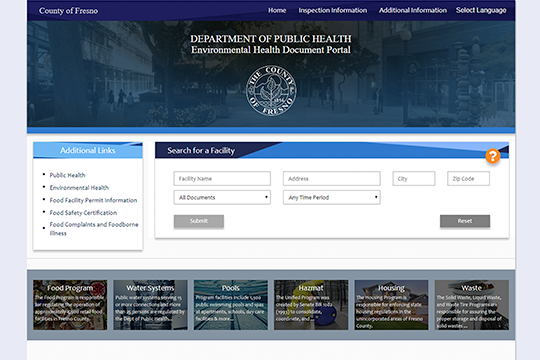 County of Fresno
Home
Inspection Information
Additional Information
Select Language
DEPARTMENT OF PUBLIC HEALTH
Environmental Health Document Portal
THE COUNTY
OF FRESNO
1856
Additional Links
Public Health
Environmental Health
Food Facility Permit Information
Food Safety Certification
Food Complaints and Foodborne
Illness
Search for a Facility
?
Facility Name
Address
City
Zip Code
All Documents
Any Time Period
Submit
Reset
Food Program
The Food Program is responsible
for regulating the operation of
approximately
retail food
facilities in Fresno County.
Water Systems
Public water systems serving 15
or more connections and more
than 25 persons are regulated by
the Dept of Public Health...
Pools
Program facilities include 1,100
public swimming pools and spas
at apartments, schools, day care
facilities & more...
Hazmat
The Unified Program was
created by Senate Bill 1082
(1993) to consolidate,
coordinate, and ...
Housing
The Housing Program is
responsible for enforcing state
housing regulations in the
unincorporated areas of Fresno
County.
Waste
The Solid Waste, Liquid Waste,
and Waste Tire Programs are
responsible for assuring the
proper storage and disposal of
solid wastes ...